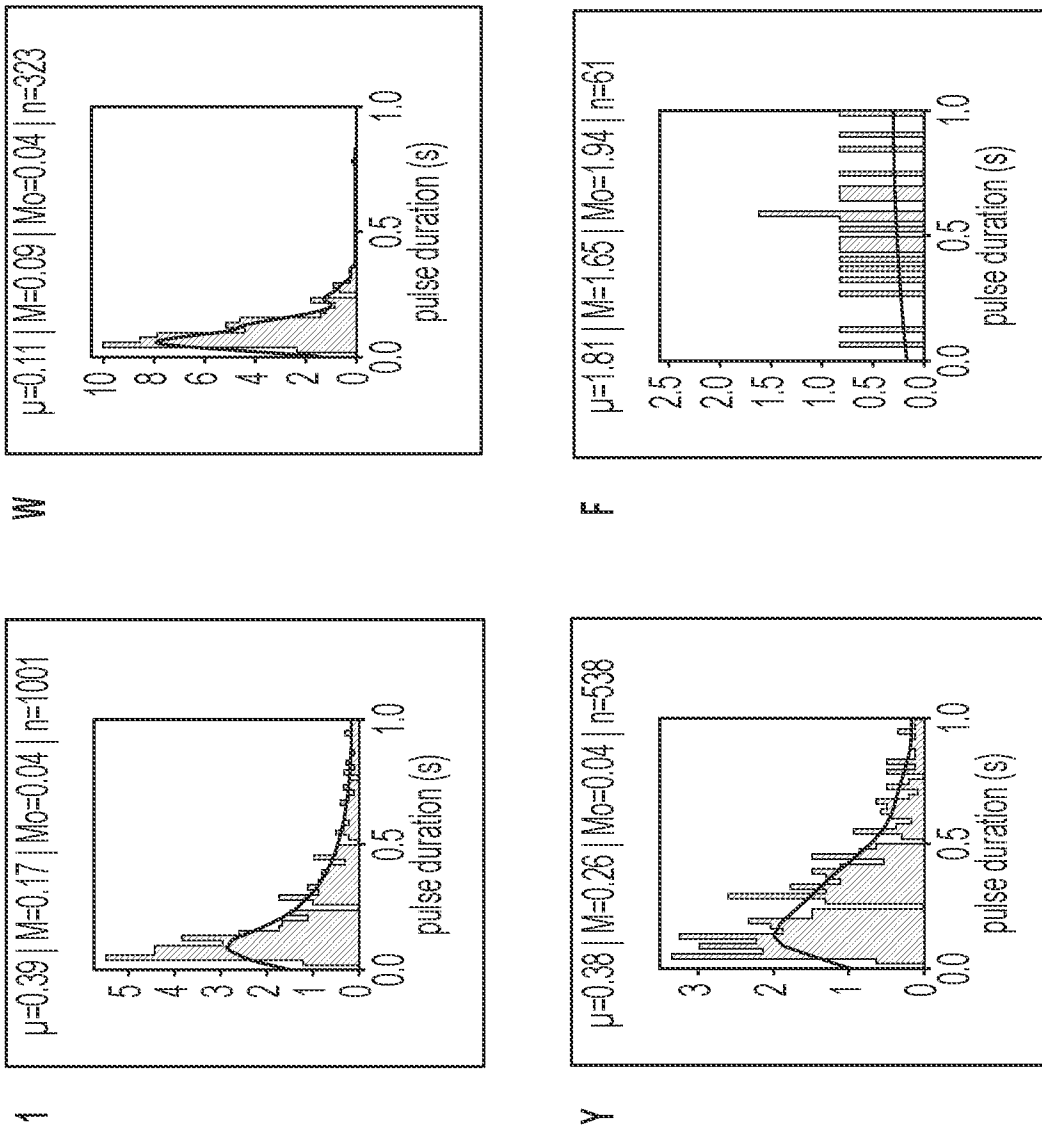 1
μ=0.39 | M=0.17 | Mo=0.04 | n=1001
5
4
3
2
1
0
0.0 0.5 1.0
pulse duration (s)
W
μ=0.11 | M=0.09 | Mo=0.04 | n=323
10
8
6
4
2
0
0.0 0.5 1.0
pulse duration (s)
Y
μ=0.38 | M=0.26 | Mo=0.04 | n=538
3
2
1
0
0.0 0.5 1.0
pulse duration (s)
F
μ=1.81 | M=1.65 | Mo=1.94 | n=61
2.5
2.0
1.5
1.0
0.5
0.0
0.0 0.5 1.0
pulse duration (s)